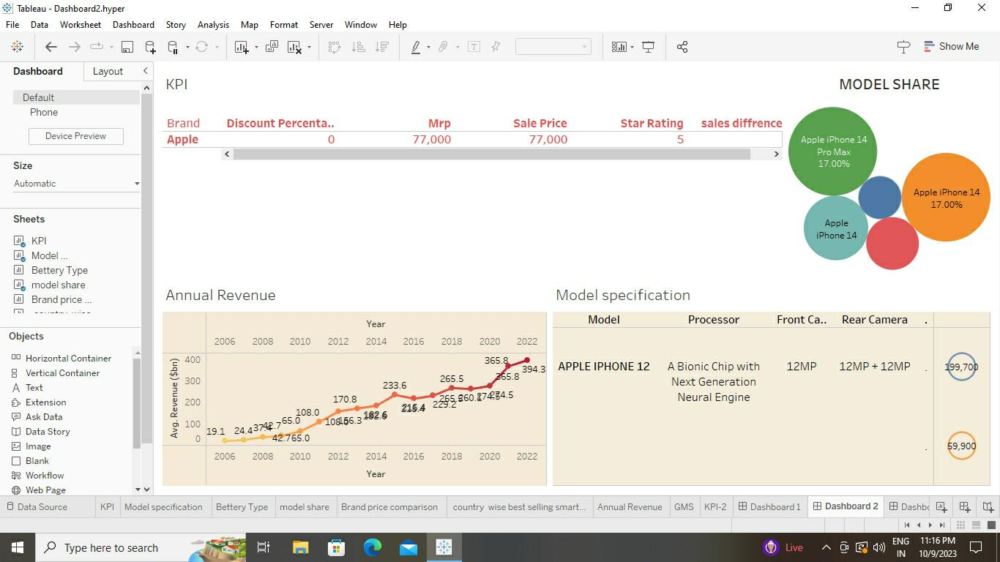 Tableau - Dashboard2.hyper
File Data Worksheet Dashboard Story Analysis Map Format Server Window Help
Show Me
Dashboard Layout
Default
Phone
Device Preview
Size
Automatic
Sheets
KPI
Model ...
Bettery Type
model share
Brand price ...
Objects
Horizontal Container
Vertical Container
Text
Extension
Ask Data
Data Story
Image
Blank
Workflow
Web Page
KPI
Brand Discount Percenta.. Mrp Sale Price Star Rating sales diffrence
Apple 0 77,000 77,000 5
MODEL SHARE
Apple iPhone 14
Pro Max
17.00%
Apple iPhone 14
17.00%
Apple
iPhone 14
Annual Revenue
Year
2006 2008 2010 2012 2014 2016 2018 2020 2022
Avg. Revenue ($bn)
400
300
200
100
0
19.1 24.4 37.4 42.7 65.0 108.0 170.8 233.6 265.5 365.8
42.7 65.0 108.0 156.3 182.6 215.4 229.2 265.5 260.1 274.5 274.5 365.8 394.3
2006 2008 2010 2012 2014 2016 2018 2020 2022
Year
Model specification
Model Processor Front Ca.. Rear Camera .
APPLE IPHONE 12 A Bionic Chip with 12MP 12MP + 12MP . 199,700
Next Generation
Neural Engine
. 59,900
Data Source KPI Model specification Bettery Type model share Brand price comparison country wise best selling smart... Annual Revenue GMS KPI-2 Dashboard 1 Dashboard 2 Dashbo
Type here to search
Live
ENG
IN
11:16 PM
10/9/2023